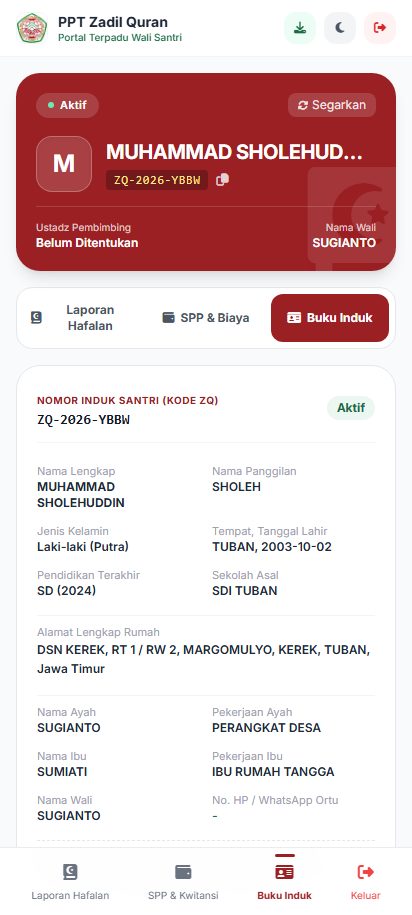 PPT Zadil Quran
Portal Terpadu Wali Santri
Aktif
Segarkan
M
MUHAMMAD SHOLEHUD...
ZQ-2026-YBBW
Ustadz Pembimbing
Nama Wali
Belum Ditentukan
SUGIANTO
Laporan
Hafalan
SPP & Biaya
Buku Induk
NOMOR INDUK SANTRI (KODE ZQ)
ZQ-2026-YBBW
Aktif
Nama Lengkap
MUHAMMAD
SHOLEHUDDIN
Nama Panggilan
SHOLEH
Jenis Kelamin
Laki-laki (Putra)
Tempat, Tanggal Lahir
TUBAN, 2003-10-02
Pendidikan Terakhir
SD (2024)
Sekolah Asal
SDI TUBAN
Alamat Lengkap Rumah
DSN KEREK, RT 1 / RW 2, MARGOMULYO, KEREK, TUBAN,
Jawa Timur
Nama Ayah
SUGIANTO
Pekerjaan Ayah
PERANGKAT DESA
Nama Ibu
SUMIATI
Pekerjaan Ibu
IBU RUMAH TANGGA
Nama Wali
SUGIANTO
No. HP / WhatsApp Ortu
-
Laporan Hafalan
SPP & Kwitansi
Buku Induk
Keluar